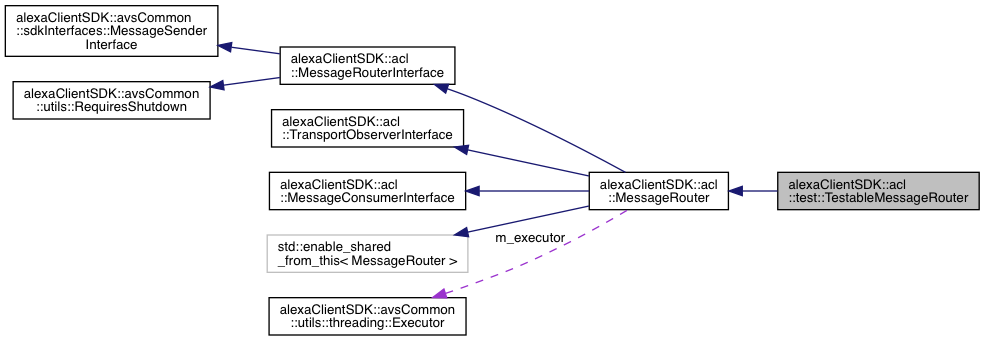 alexaClientSDK::avsCommon
::sdkInterfaces::MessageSender
Interface
alexaClientSDK::avsCommon
::utils::RequiresShutdown
alexaClientSDK::acl
::MessageRouterInterface
alexaClientSDK::acl
::TransportObserverInterface
alexaClientSDK::acl
::MessageConsumerInterface
std::enable_shared
_from_this< MessageRouter >
alexaClientSDK::avsCommon
::utils::threading::Executor
m_executor
alexaClientSDK::acl
::MessageRouter
alexaClientSDK::acl
::test::TestableMessageRouter